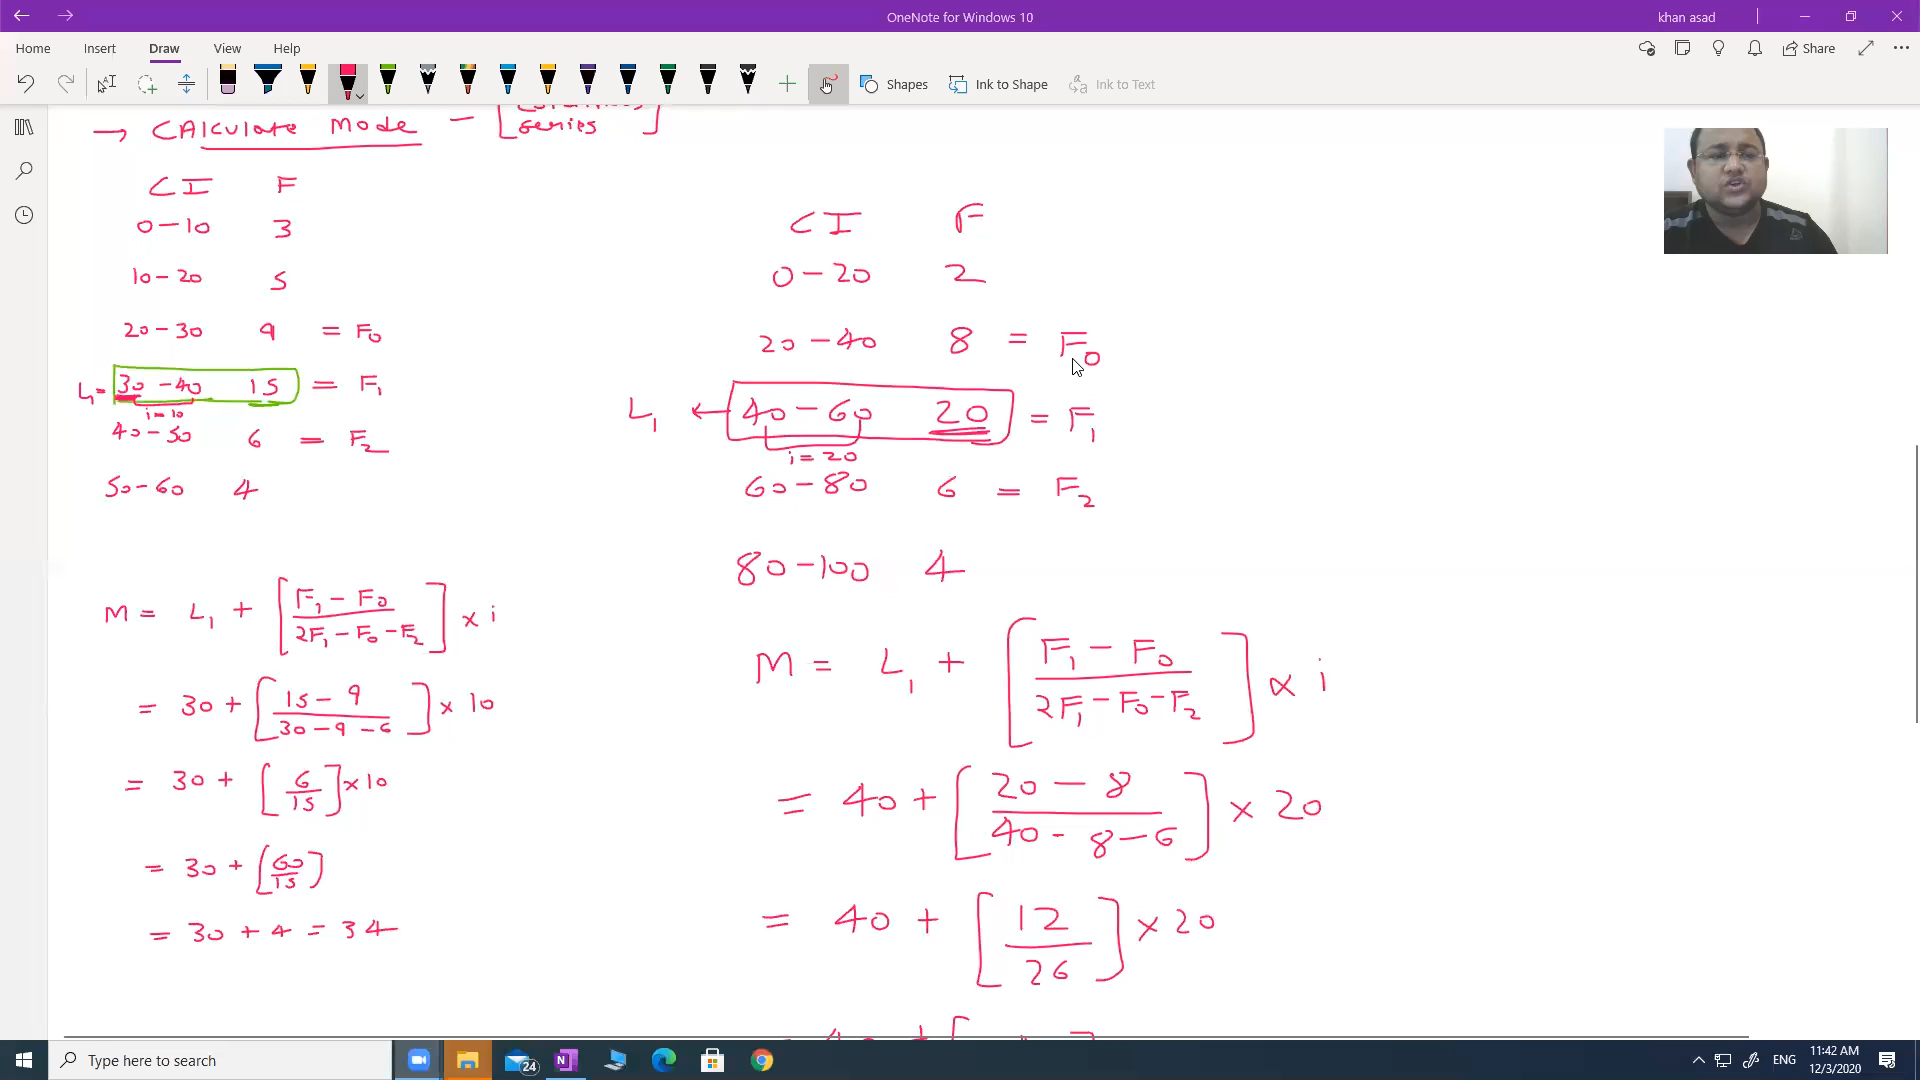 OneNote for Windows 10
khan asad
Home Insert Draw View Help
Share
Shapes Ink to Shape Ink to Text
→ CAlculate Mode - [
series ]
CI F
0-10 3
10-20 5
20-30 9 = F0
L1= 30-40 15 = F1
i=10
40-50 6 = F2
50-60 4
M = L1 + [F1 - F0 / 2F1 - F0 - F2] x i
= 30 + [15 - 9 / 30 - 9 - 6] x 10
= 30 + [6 / 15] x 10
= 30 + (60/15)
= 30 + 4 = 34
CI F
0-20 2
20-40 8 = F0
L1 ← 40-60 20 = F1
i=20
60-80 6 = F2
80-100 4
M = L1 + [F1 - F0 / 2F1 - F0 - F2] x i
= 40 + [20 - 8 / 40 - 8 - 6] x 20
= 40 + [12 / 26] x 20
Type here to search
24
ENG
11:42 AM
12/3/2020